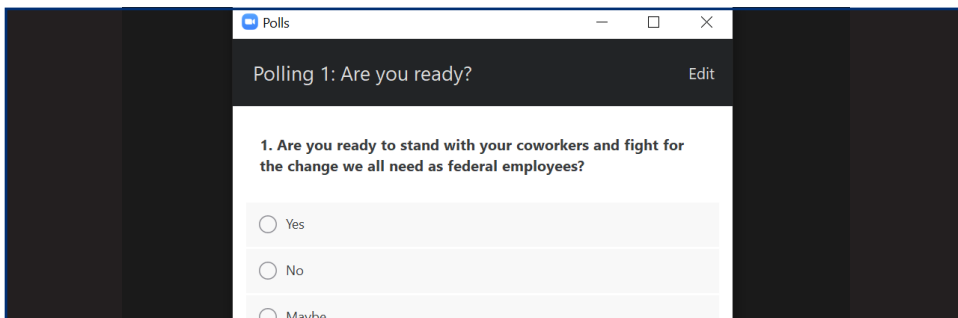 Polls
Polling 1: Are you ready?
Edit
1. Are you ready to stand with your coworkers and fight for
the change we all need as federal employees?
Yes
No
Maybe